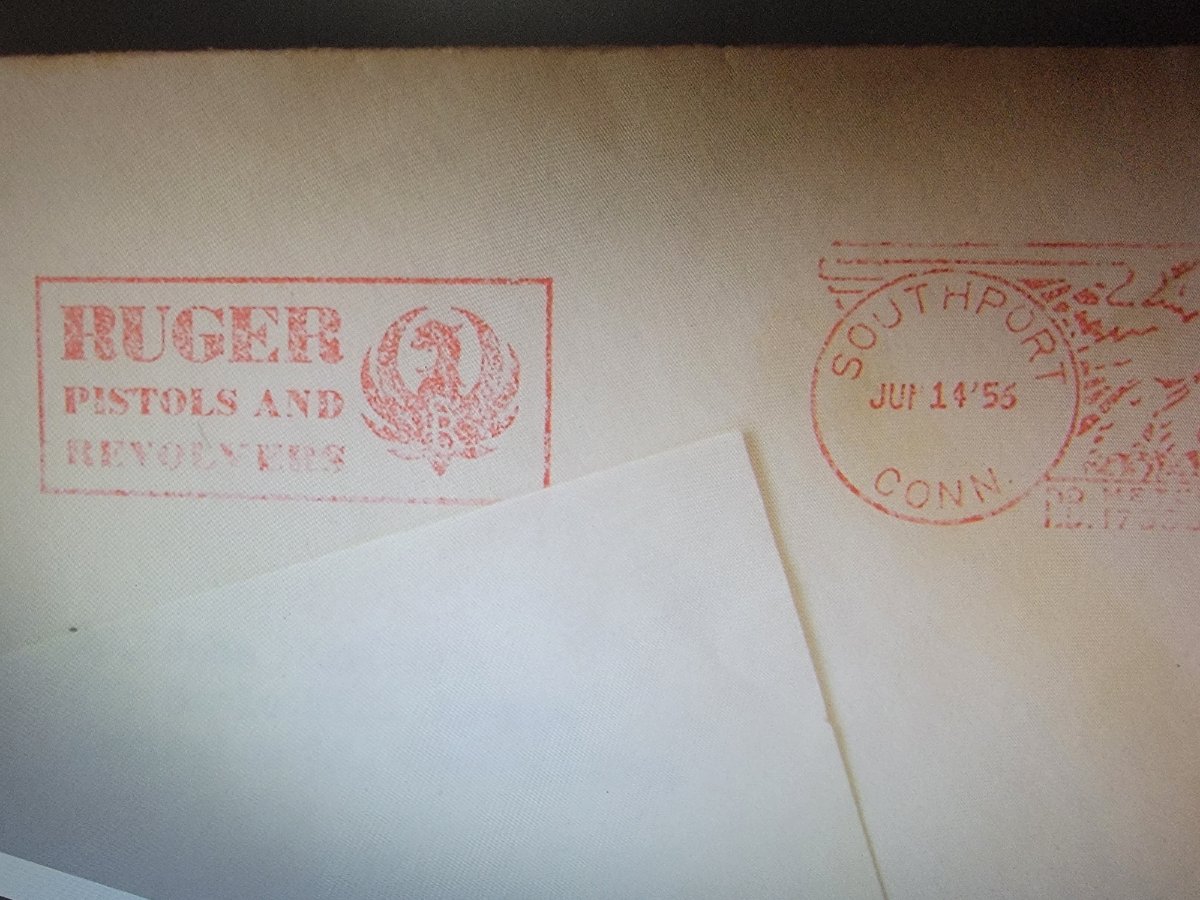 RUGER
PISTOLS AND
REVOLVERS
SOUTHPORT
JUN 14'56
CONN.